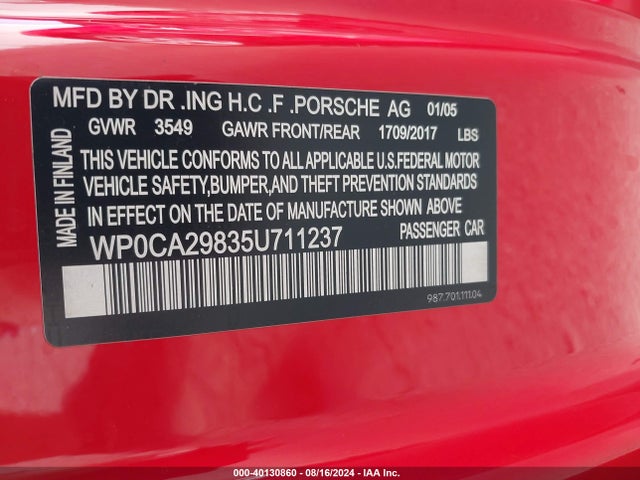 MFD BY DR .ING H.C .F .PORSCHE AG 01/05
GVWR 3549 GAWR FRONT/REAR 1709/2017 LBS
THIS VEHICLE CONFORMS TO ALL APPLICABLE U.S.FEDERAL MOTOR
VEHICLE SAFETY,BUMPER,AND THEFT PREVENTION STANDARDS
IN EFFECT ON THE DATE OF MANUFACTURE SHOWN ABOVE.
WP0CA29835U711237 PASSENGER CAR
MADE IN FINLAND
987.701.111.04
000-40130860 - 08/16/2024 - IAA Inc.